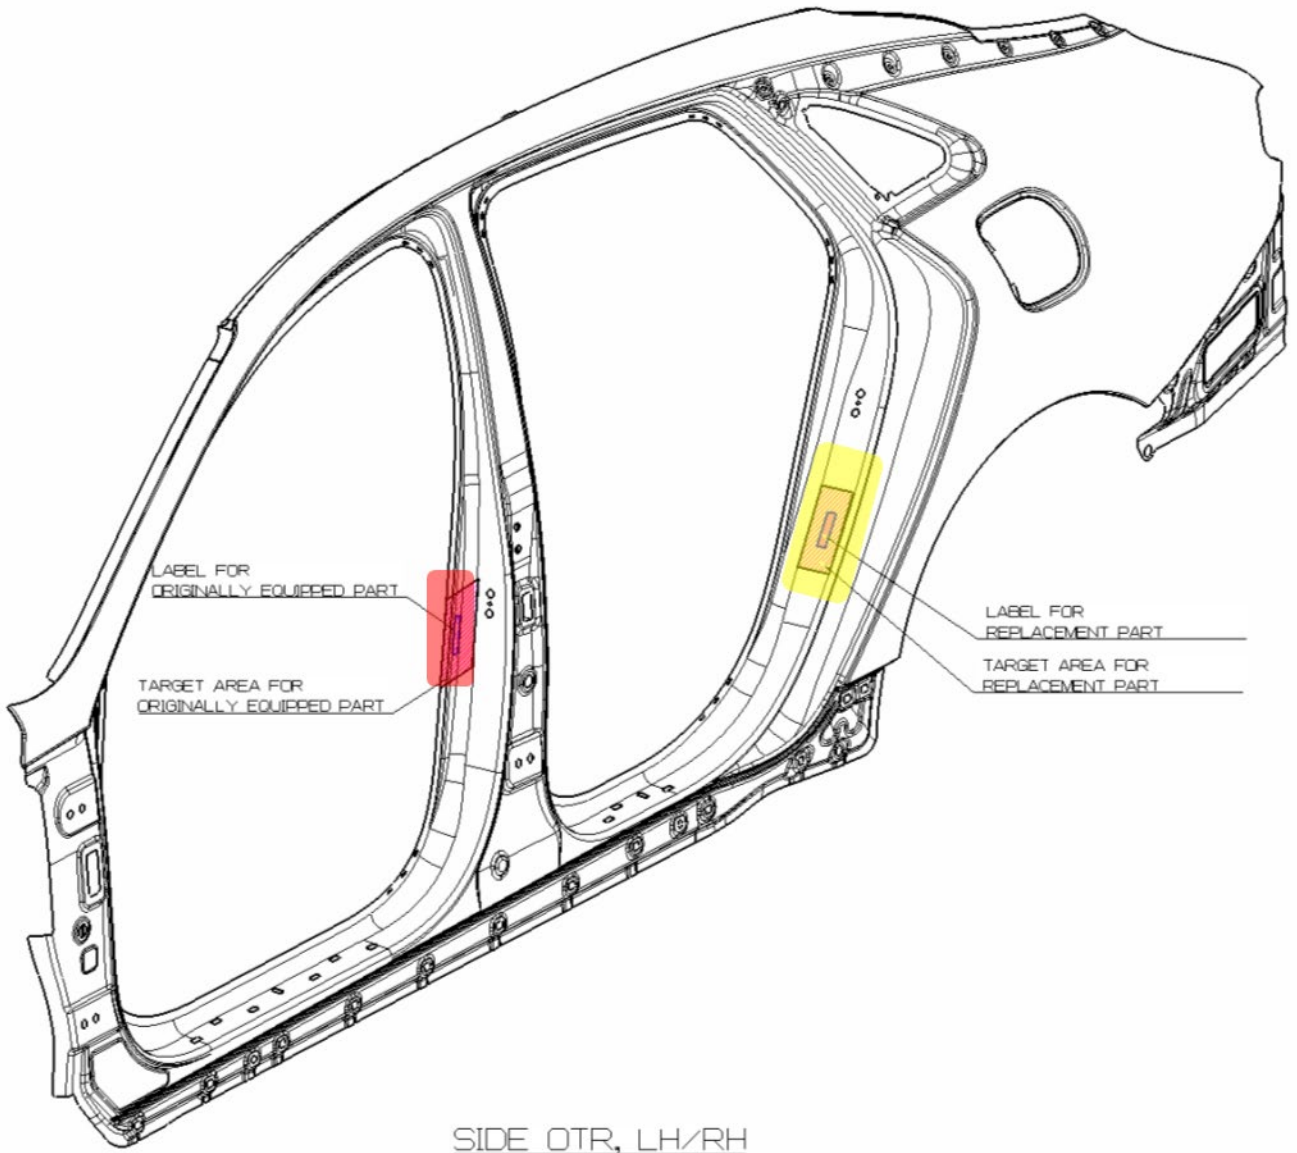 LABEL FOR
ORIGINALLY EQUIPPED PART
TARGET AREA FOR
ORIGINALLY EQUIPPED PART
LABEL FOR
REPLACEMENT PART
TARGET AREA FOR
REPLACEMENT PART
SIDE OTR, LH/RH